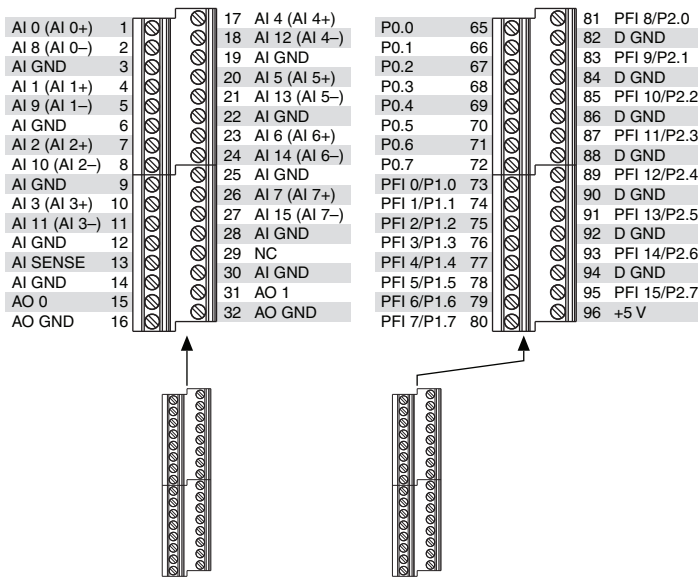 AI 0 (AI 0+) 1
AI 8 (AI 0–) 2
AI GND 3
AI 1 (AI 1+) 4
AI 9 (AI 1–) 5
AI GND 6
AI 2 (AI 2+) 7
AI 10 (AI 2–) 8
AI GND 9
AI 3 (AI 3+) 10
AI 11 (AI 3–) 11
AI GND 12
AI SENSE 13
AI GND 14
AO 0 15
AO GND 16
17 AI 4 (AI 4+)
18 AI 12 (AI 4–)
19 AI GND
20 AI 5 (AI 5+)
21 AI 13 (AI 5–)
22 AI GND
23 AI 6 (AI 6+)
24 AI 14 (AI 6–)
25 AI GND
26 AI 7 (AI 7+)
27 AI 15 (AI 7–)
28 AI GND
29 NC
30 AI GND
31 AO 1
32 AO GND
P0.0 65
P0.1 66
P0.2 67
P0.3 68
P0.4 69
P0.5 70
P0.6 71
P0.7 72
PFI 0/P1.0 73
PFI 1/P1.1 74
PFI 2/P1.2 75
PFI 3/P1.3 76
PFI 4/P1.4 77
PFI 5/P1.5 78
PFI 6/P1.6 79
PFI 7/P1.7 80
81 PFI 8/P2.0
82 D GND
83 PFI 9/P2.1
84 D GND
85 PFI 10/P2.2
86 D GND
87 PFI 11/P2.3
88 D GND
89 PFI 12/P2.4
90 D GND
91 PFI 13/P2.5
92 D GND
93 PFI 14/P2.6
94 D GND
95 PFI 15/P2.7
96 +5 V